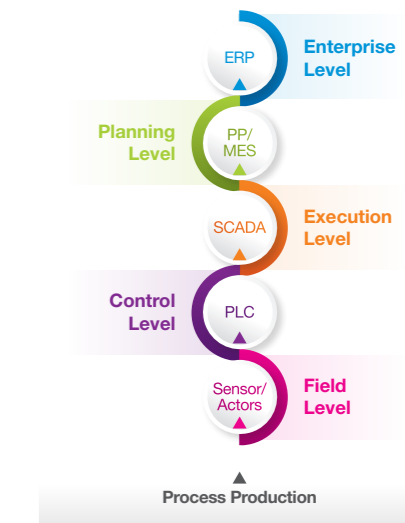 ERP
Enterprise
Level
Planning
Level
PP/
MES
SCADA
Execution
Level
Control
Level
PLC
Sensor/
Actors
Field
Level
Process Production